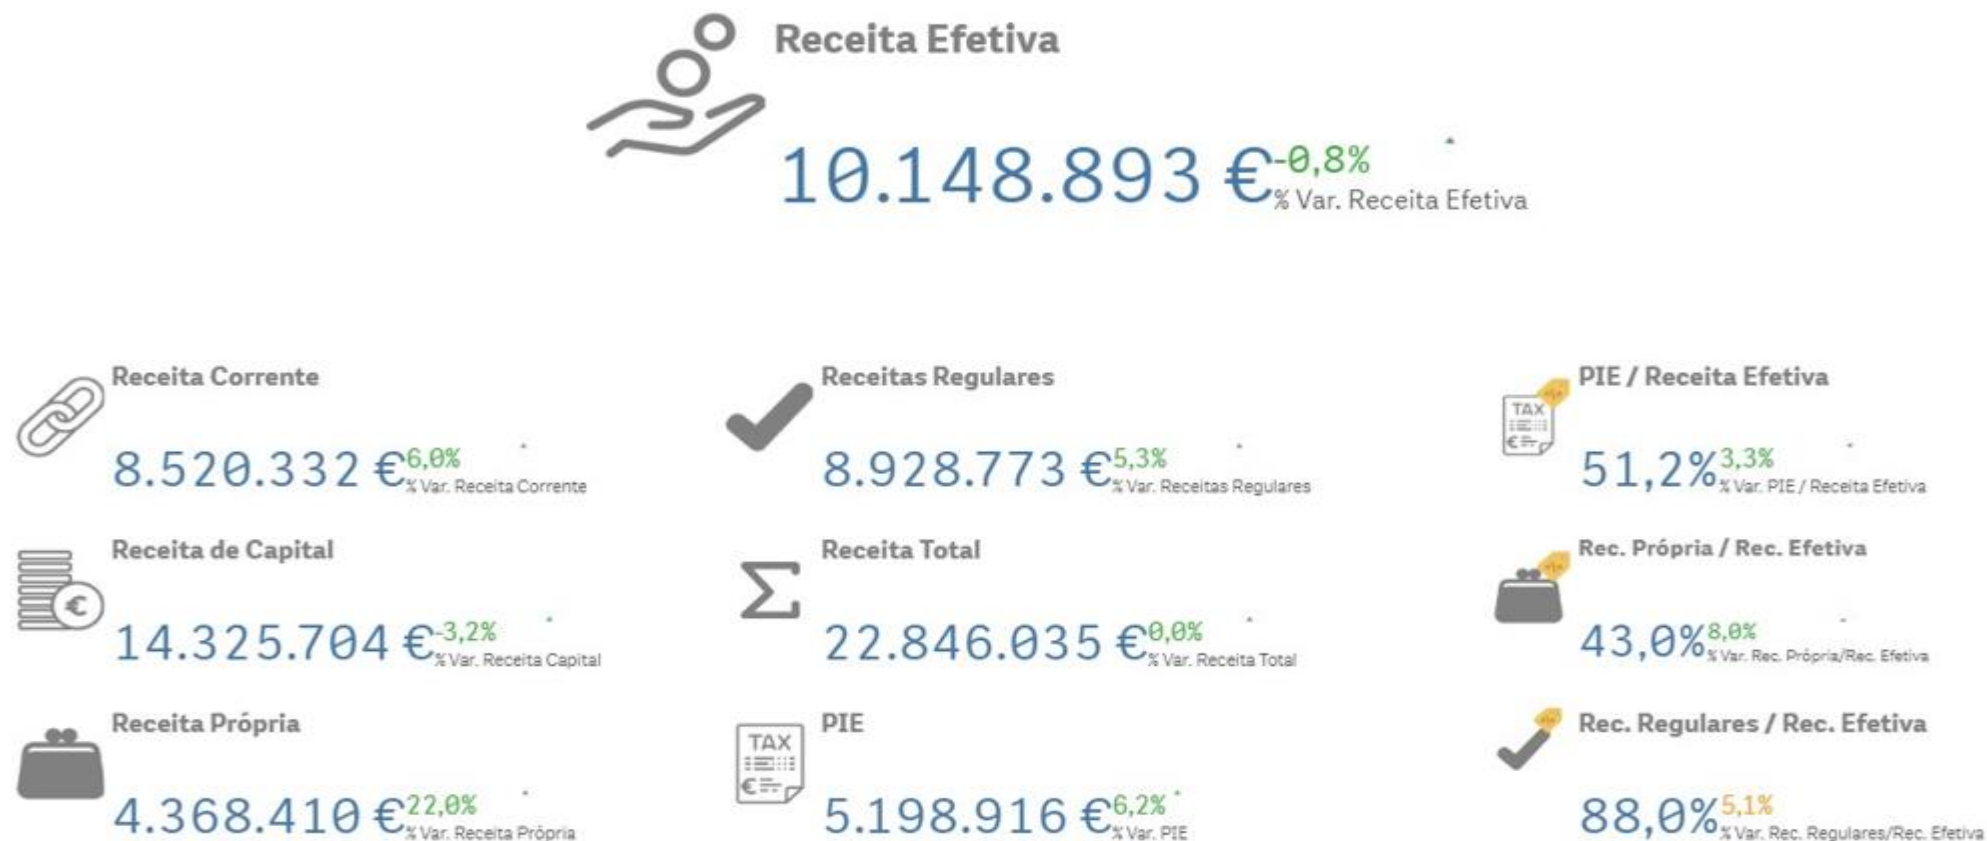 Receita Efetiva
10.148.893 €
-0,8%
% Var. Receita Efetiva
Receita Corrente
8.520.332 €
6,0%
% Var. Receita Corrente
Receitas Regulares
8.928.773 €
5,3%
% Var. Receitas Regulares
TAX
€
PIE / Receita Efetiva
51,2%
3,3%
% Var. PIE / Receita Efetiva
€
Receita de Capital
14.325.704 €
-3,2%
% Var. Receita Capital
Σ
Receita Total
22.846.035 €
0,0%
% Var. Receita Total
Rec. Própria / Rec. Efetiva
43,0%
8,0%
% Var. Rec. Própria/Rec. Efetiva
Receita Própria
4.368.410 €
22,0%
% Var. Receita Própria
TAX
€
PIE
5.198.916 €
6,2%
% Var. PIE
Rec. Regulares / Rec. Efetiva
88,0%
5,1%
% Var. Rec. Regulares/Rec. Efetiva